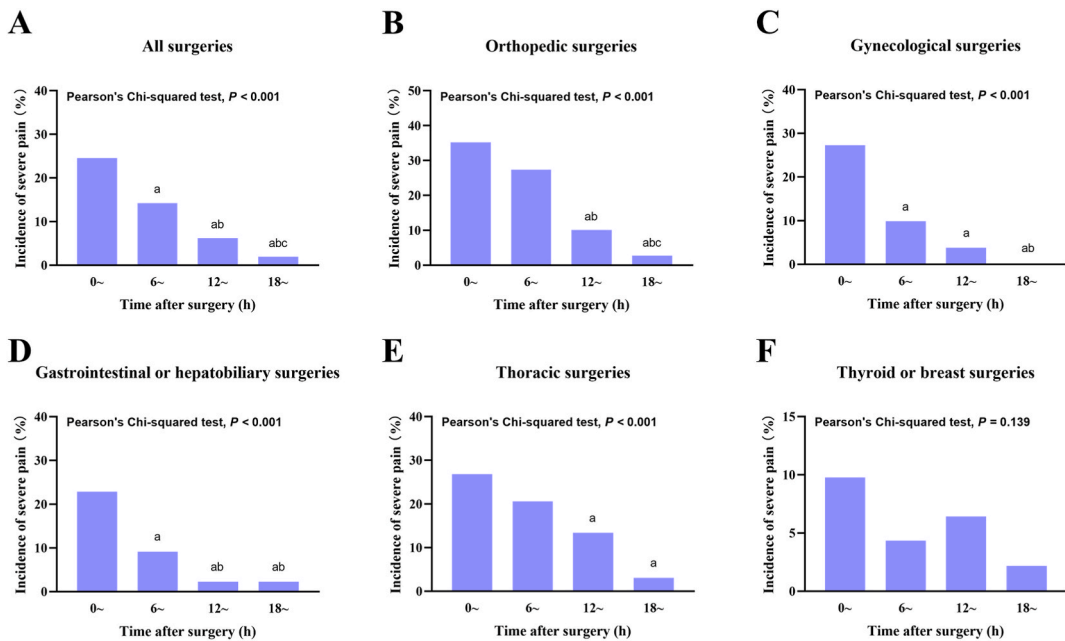 A
All surgeries
Incidence of severe pain (%)
Pearson's Chi-squared test, P < 0.001
40
30
20
10
0
a
ab
abc
0~ 6~ 12~ 18~
Time after surgery (h)
B
Orthopedic surgeries
Incidence of severe pain (%)
Pearson's Chi-squared test, P < 0.001
50
40
30
20
10
0
ab
abc
0~ 6~ 12~ 18~
Time after surgery (h)
C
Gynecological surgeries
Incidence of severe pain (%)
Pearson's Chi-squared test, P < 0.001
40
30
20
10
0
a
a
ab
0~ 6~ 12~ 18~
Time after surgery (h)
D
Gastrointestinal or hepatobiliary surgeries
Incidence of severe pain (%)
Pearson's Chi-squared test, P < 0.001
40
30
20
10
0
a
ab
ab
0~ 6~ 12~ 18~
Time after surgery (h)
E
Thoracic surgeries
Incidence of severe pain (%)
Pearson's Chi-squared test, P < 0.001
40
30
20
10
0
a
a
0~ 6~ 12~ 18~
Time after surgery (h)
F
Thyroid or breast surgeries
Incidence of severe pain (%)
Pearson's Chi-squared test, P = 0.139
15
10
5
0
0~ 6~ 12~ 18~
Time after surgery (h)